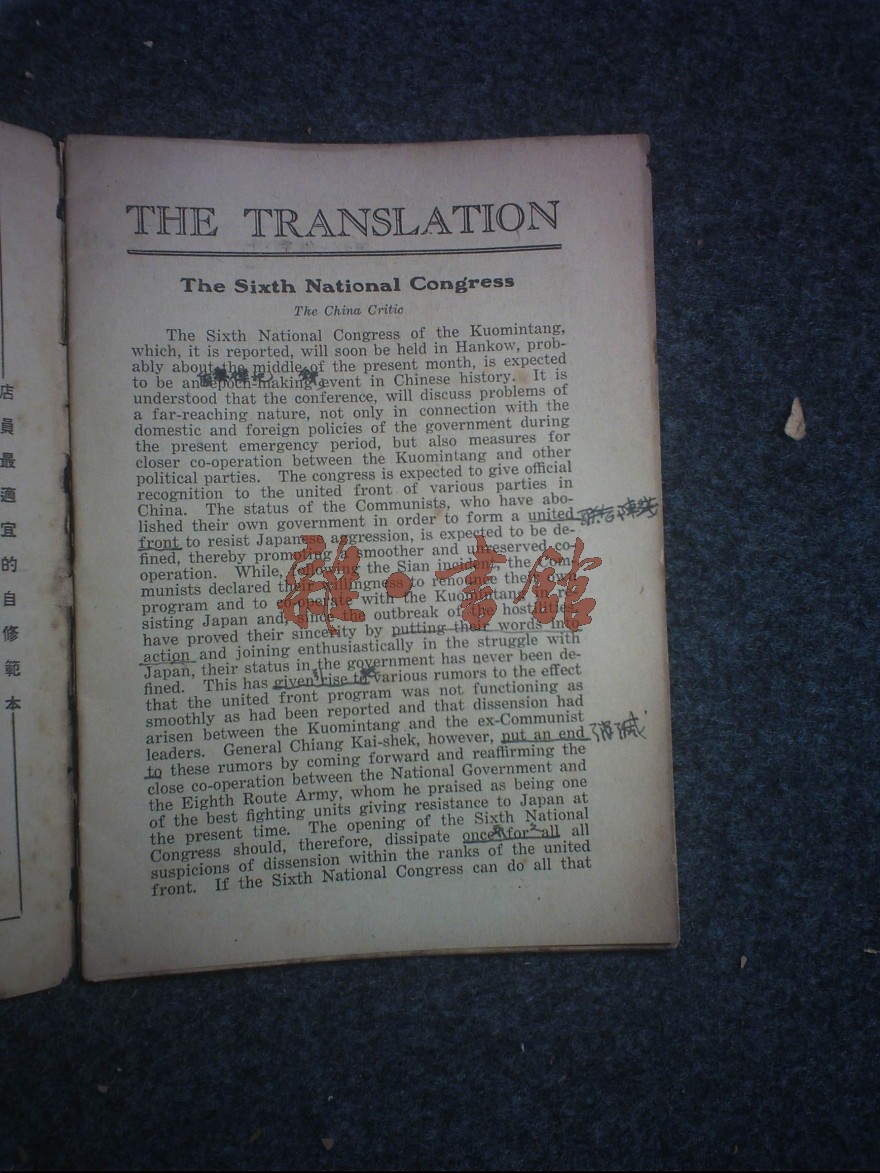 店員最適宜的自修範本
THE TRANSLATION
The Sixth National Congress
The China Critic
The Sixth National Congress of the Kuomintang,
which, it is reported, will soon be held in Hankow, prob-
ably about the middle of the present month, is expected
to be an epoch-making event in Chinese history. It is
understood that the conference, will discuss problems of
a far-reaching nature, not only in connection with the
domestic and foreign policies of the government during
the present emergency period, but also measures for
closer co-operation between the Kuomintang and other
political parties. The congress is expected to give official
recognition to the united front of various parties in
China. The status of the Communists, who have abo-
lished their own government in order to form a united
聯合陣線
front to resist Japanese aggression, is expected to be de-
fined, thereby promoting a smoother and unreserved co-
operation. While, following the Sian incident, the Com-
munists declared their willingness to renounce their own
program and to co-operate with the Kuomintang in re-
sisting Japan and, since the outbreak of the hostilities,
have proved their sincerity by putting their words into
action and joining enthusiastically in the struggle with
Japan, their status in the government has never been de-
fined. This has given rise to various rumors to the effect
that the united front program was not functioning as
smoothly as had been reported and that dissension had
arisen between the Kuomintang and the ex-Communist
leaders. General Chiang Kai-shek, however, put an end
消滅
to these rumors by coming forward and reaffirming the
close co-operation between the National Government and
the Eighth Route Army, whom he praised as being one
of the best fighting units giving resistance to Japan at
the present time. The opening of the Sixth National
Congress should, therefore, dissipate once for all all
suspicions of dissension within the ranks of the united
front. If the Sixth National Congress can do all that
雜·书館